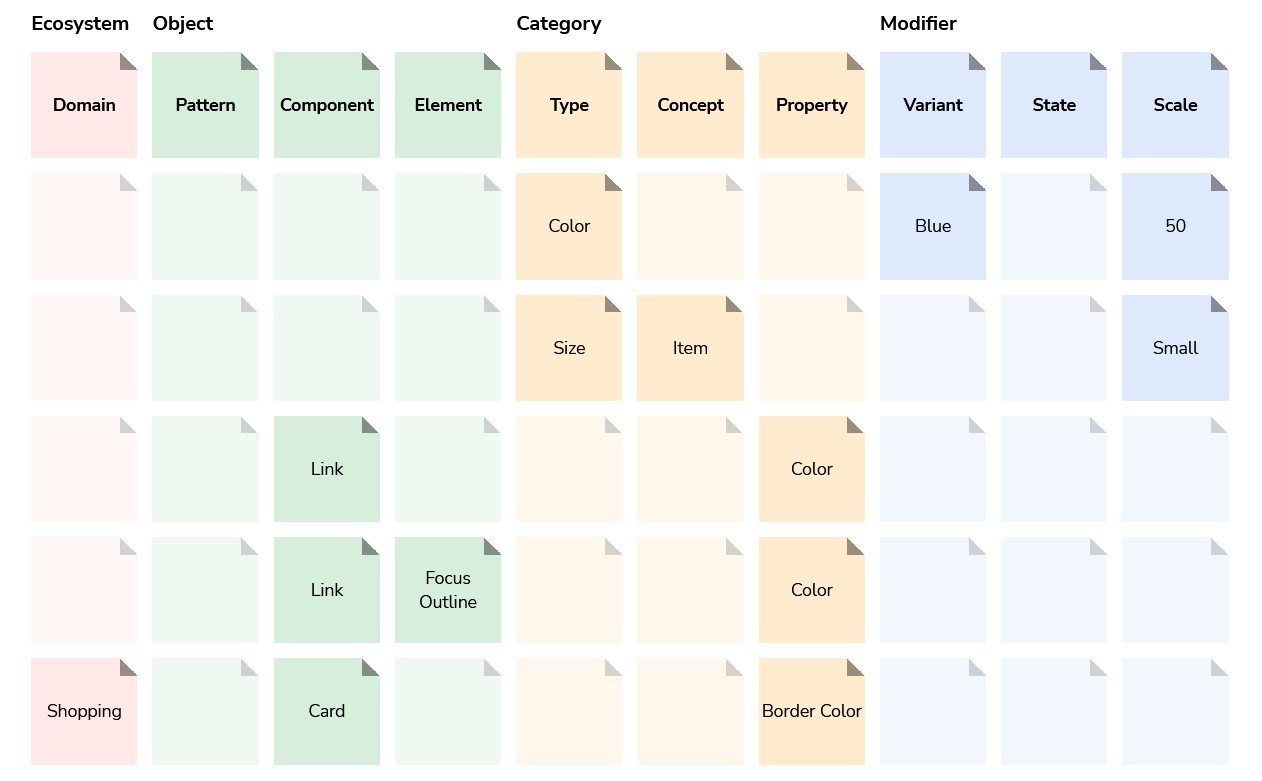 Ecosystem Object Category Modifier
Domain Pattern Component Element Type Concept Property Variant State Scale
Color Blue 50
Size Item Small
Link Color
Link Focus Outline Color
Shopping Card Border Color